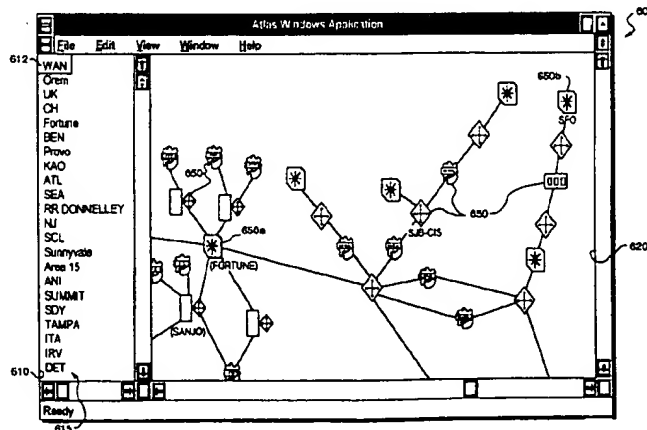 Atlas Windows Application
60
File Edit View Window Help
612
WAN
Orem
UK
CH
Fortune
BEN
Provo
KAO
ATL
SEA
RR DONNELLEY
NJ
SCL
Sunnyvale
Area 15
ANI
SUMMIT
SDY
TAMPA
ITA
IRV
DET
650b
SFO
650
650
SJB-CIS
650a
(FORTUNE)
620
(SANJO)
610
Ready
615